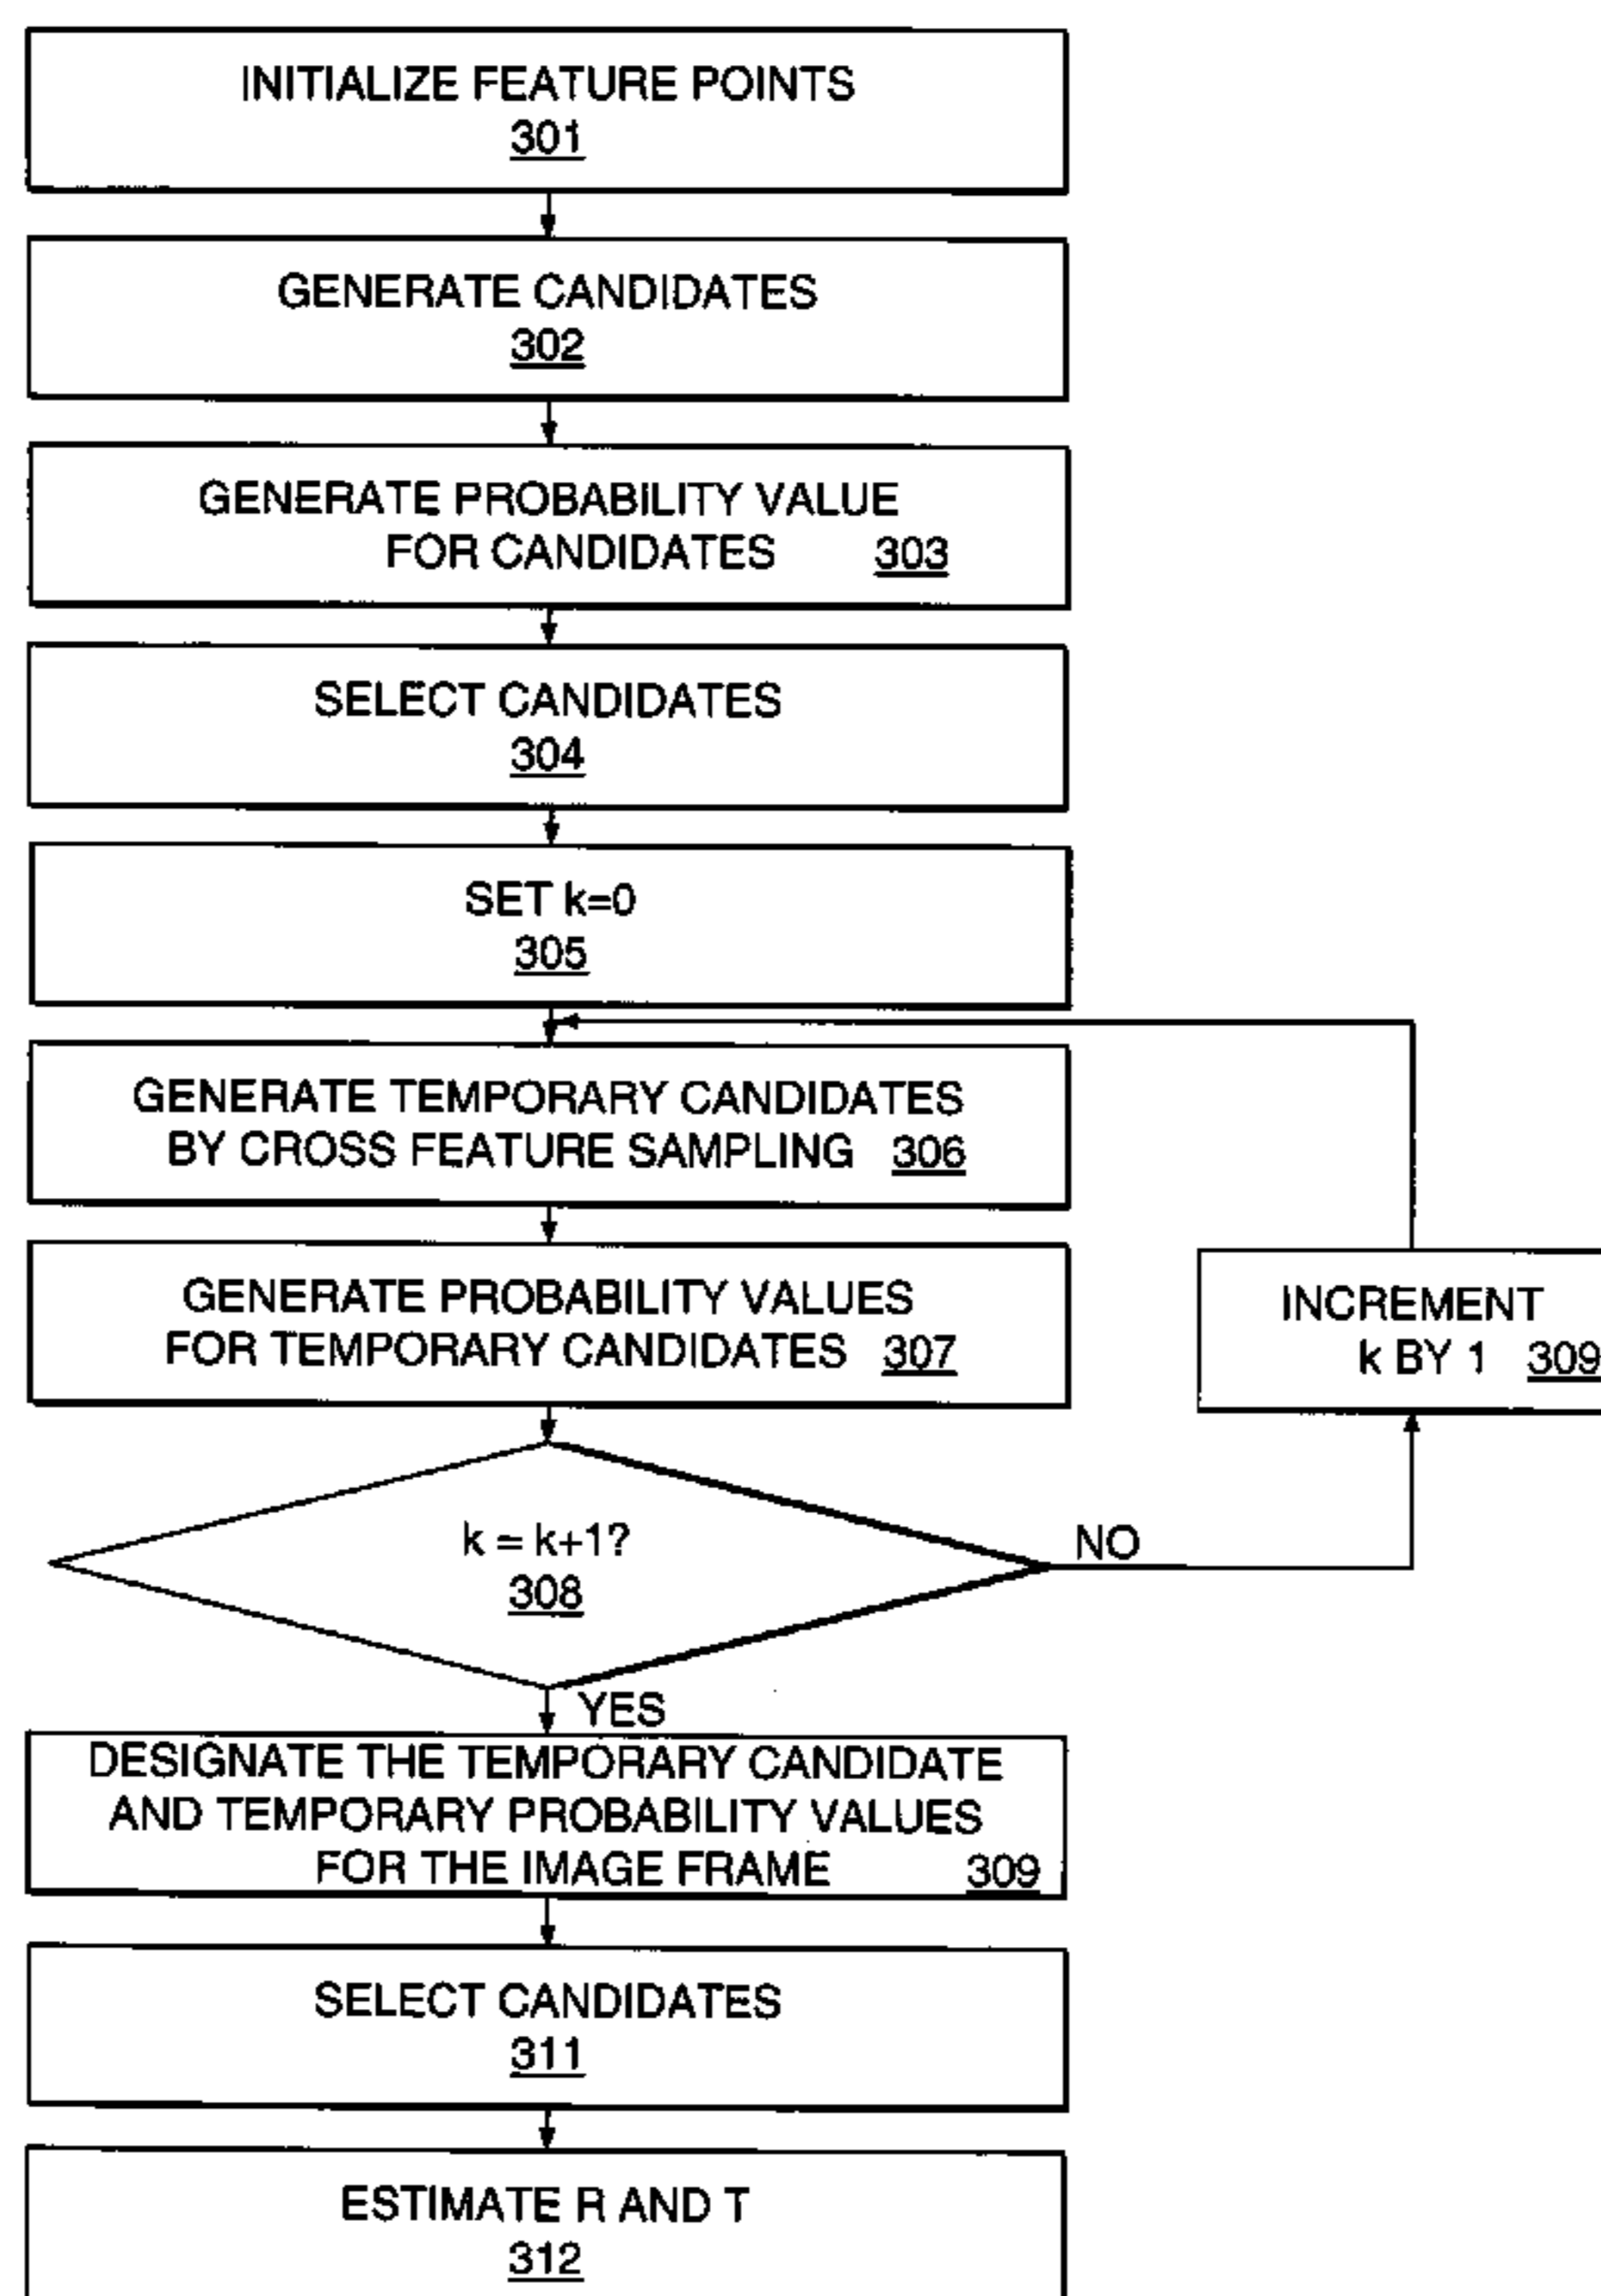 INITIALIZE FEATURE POINTS
301
GENERATE CANDIDATES
302
GENERATE PROBABILITY VALUE
FOR CANDIDATES 303
SELECT CANDIDATES
304
SET k=0
305
GENERATE TEMPORARY CANDIDATES
BY CROSS FEATURE SAMPLING 306
GENERATE PROBABILITY VALUES
FOR TEMPORARY CANDIDATES 307
INCREMENT
k BY 1 309
k = k+1?
308
NO
YES
DESIGNATE THE TEMPORARY CANDIDATE
AND TEMPORARY PROBABILITY VALUES
FOR THE IMAGE FRAME 309
SELECT CANDIDATES
311
ESTIMATE R AND T
312